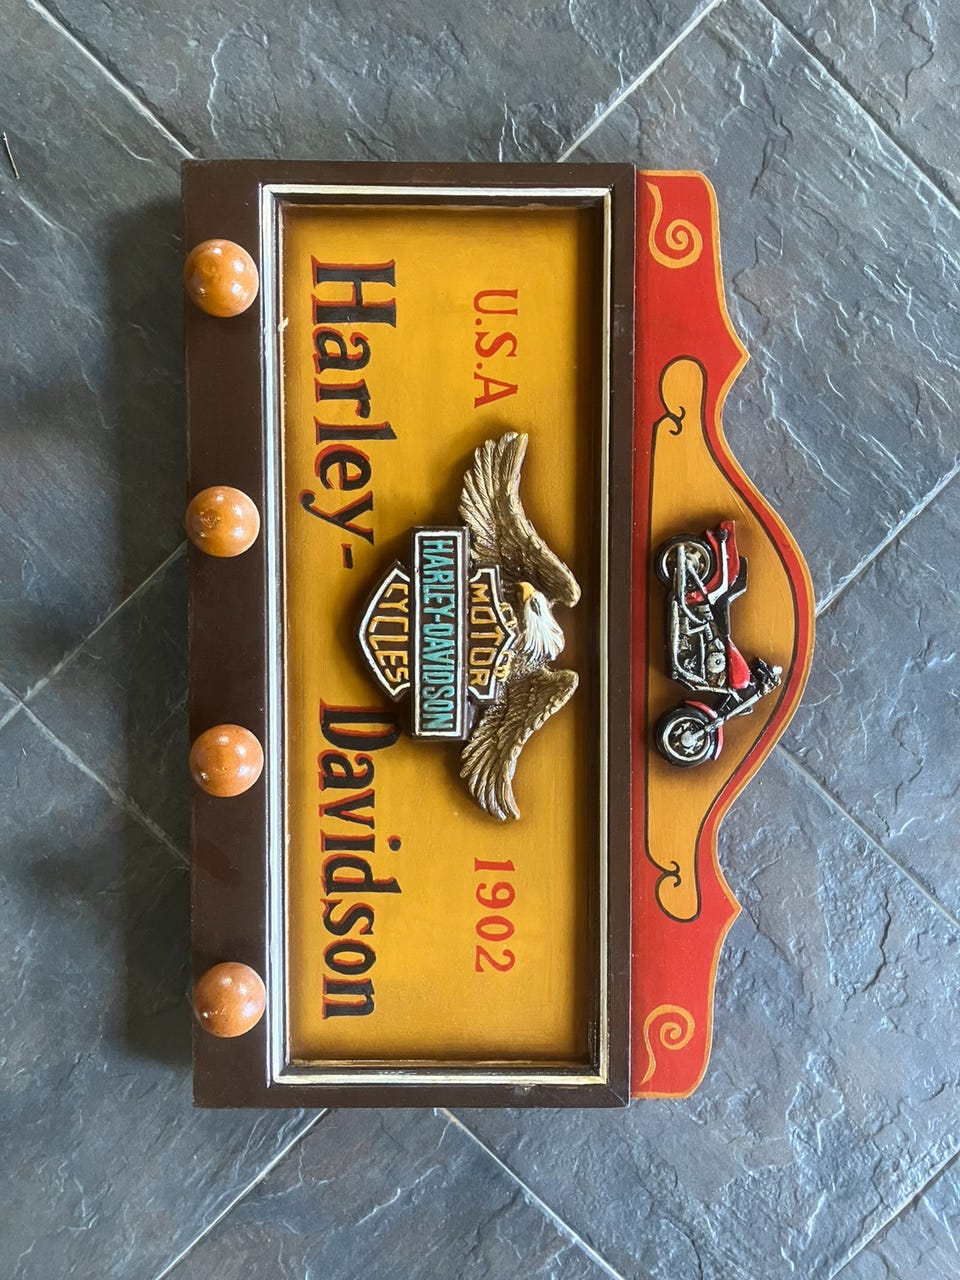 U.S.A 1902
MOTOR
HARLEY-DAVIDSON
CYCLES
Harley-Davidson